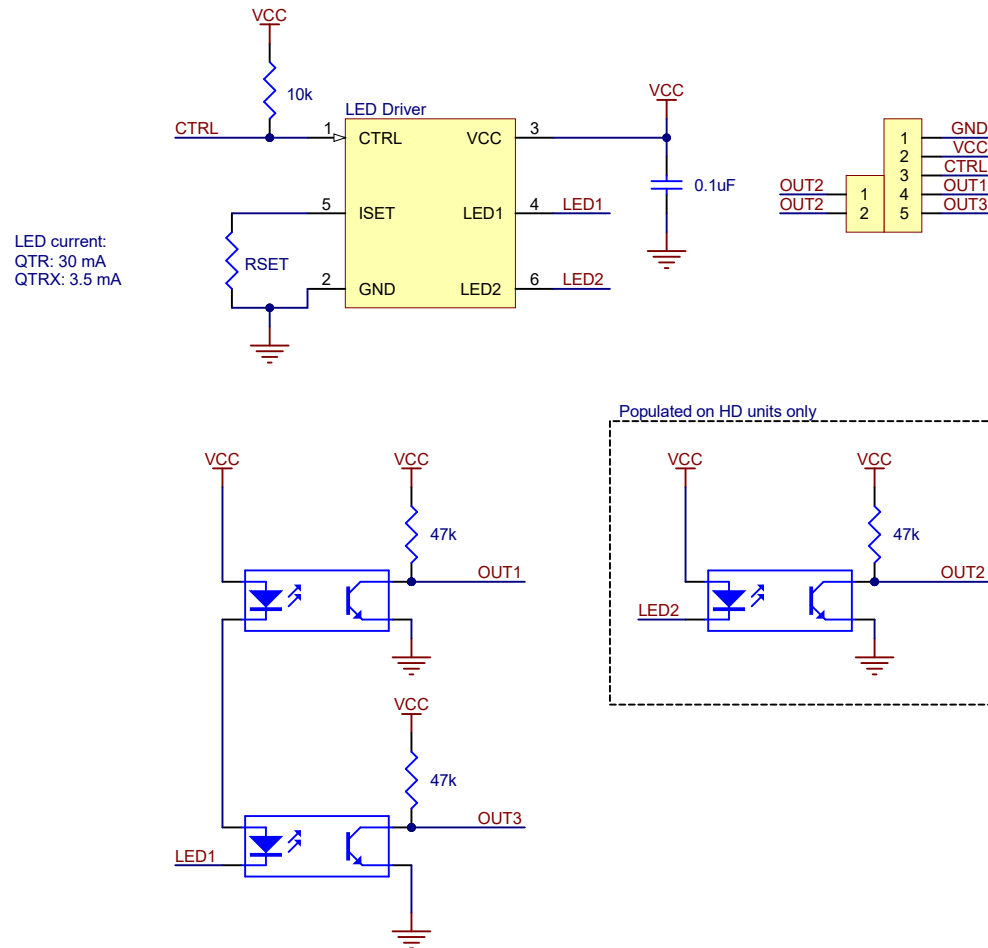 VCC
10k
LED Driver
CTRL
1
CTRL
VCC
3
VCC
0.1uF
5
ISET
LED1
4
LED1
RSET
LED current:
QTR: 30 mA
QTRX: 3.5 mA
2
GND
LED2
6
LED2
1
GND
2
VCC
3
CTRL
OUT2
1
4
OUT1
OUT2
2
5
OUT3
Populated on HD units only
VCC
VCC
47k
OUT1
VCC
VCC
47k
OUT2
LED2
VCC
47k
OUT3
LED1